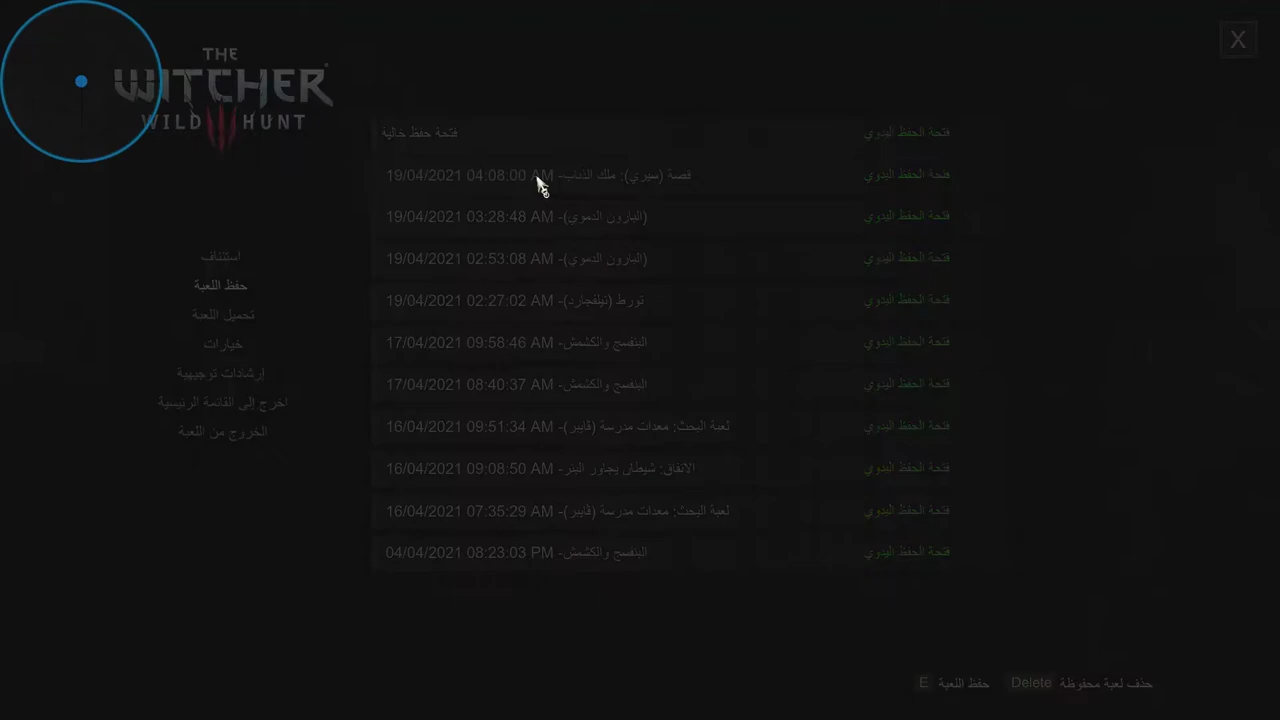 THE
WITCHER
WILD HUNT
X
فتحة حفظ خالية فتحة الحفظ اليدوي
19/04/2021 04:08:00 AM -قصة (سيري): ملك الذئاب فتحة الحفظ اليدوي
19/04/2021 03:28:48 AM -(البارون الدموي) فتحة الحفظ اليدوي
19/04/2021 02:53:08 AM -(البارون الدموي) فتحة الحفظ اليدوي
19/04/2021 02:27:02 AM -تورط (نيلفجارد) فتحة الحفظ اليدوي
17/04/2021 09:58:46 AM -البنفسج والكشمش فتحة الحفظ اليدوي
17/04/2021 08:40:37 AM -البنفسج والكشمش فتحة الحفظ اليدوي
16/04/2021 09:51:34 AM -لعبة البحث: معدات مدرسة (فايبر) فتحة الحفظ اليدوي
16/04/2021 09:08:50 AM -الاتفاق: شيطان يجاور البئر فتحة الحفظ اليدوي
16/04/2021 07:35:29 AM -لعبة البحث: معدات مدرسة (فايبر) فتحة الحفظ اليدوي
04/04/2021 08:23:03 PM -البنفسج والكشمش فتحة الحفظ اليدوي
استئناف
حفظ اللعبة
تحميل اللعبة
خيارات
إرشادات توجيهية
اخرج إلى القائمة الرئيسية
الخروج من اللعبة
E حفظ اللعبة Delete حذف لعبة محفوظة